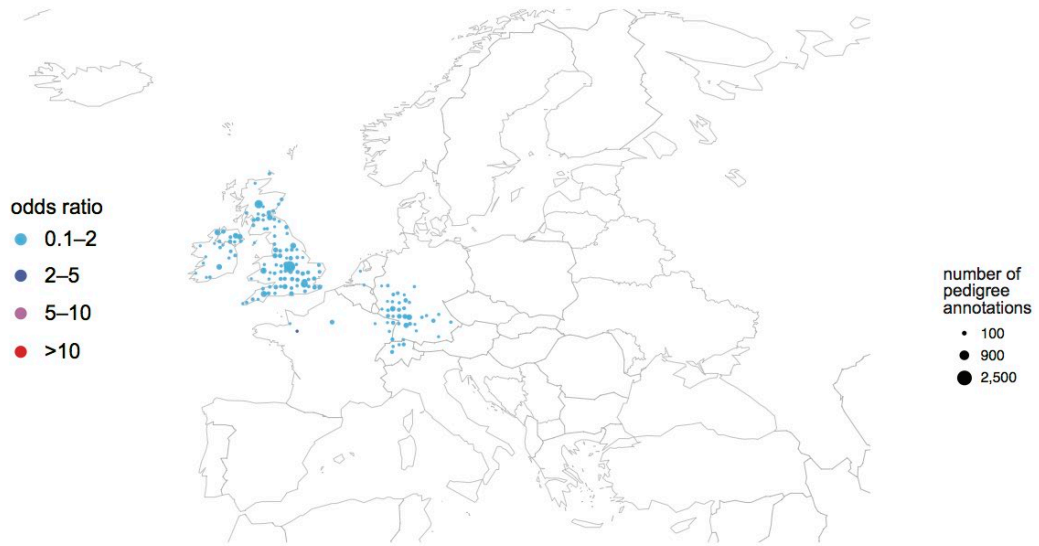 odds ratio
0.1–2
2–5
5–10
>10
number of
pedigree
annotations
100
900
2,500